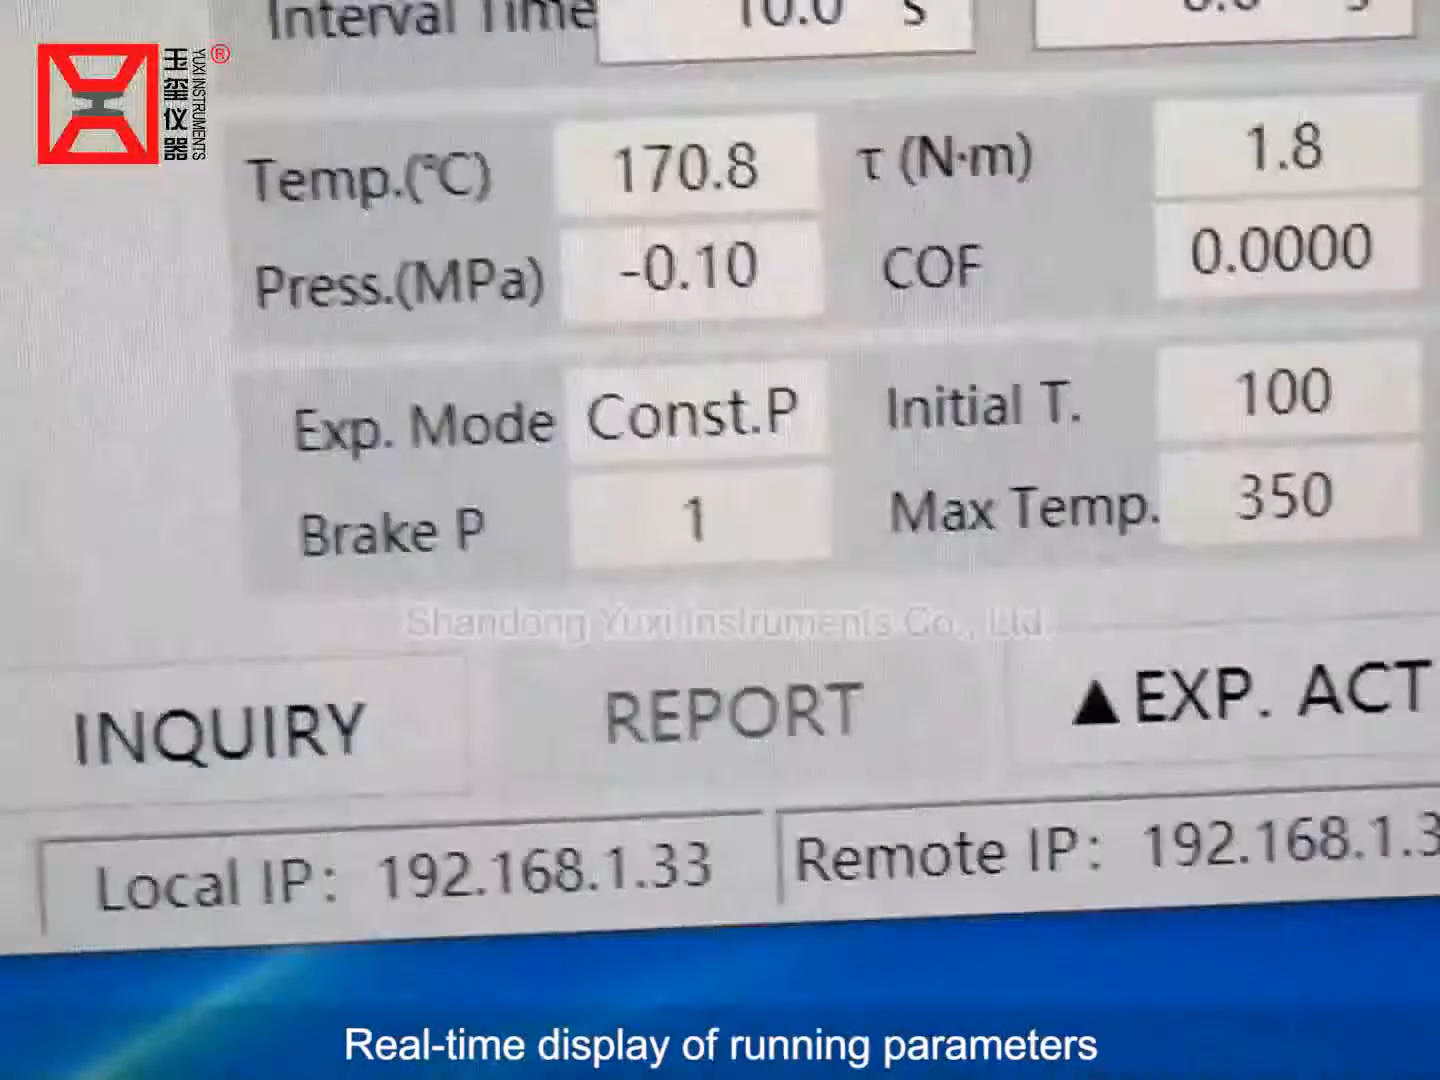 Interval Time 10.0 s
玉玺仪器
YUXI INSTRUMENTS
®
Temp.(℃) 170.8 τ (N·m) 1.8
Press.(MPa) -0.10 COF 0.0000
Exp. Mode Const.P Initial T. 100
Brake P 1 Max Temp. 350
Shandong Yuxi Instruments Co., Ltd.
INQUIRY REPORT ▲EXP. ACT
Local IP: 192.168.1.33 Remote IP: 192.168.1.3
Real-time display of running parameters